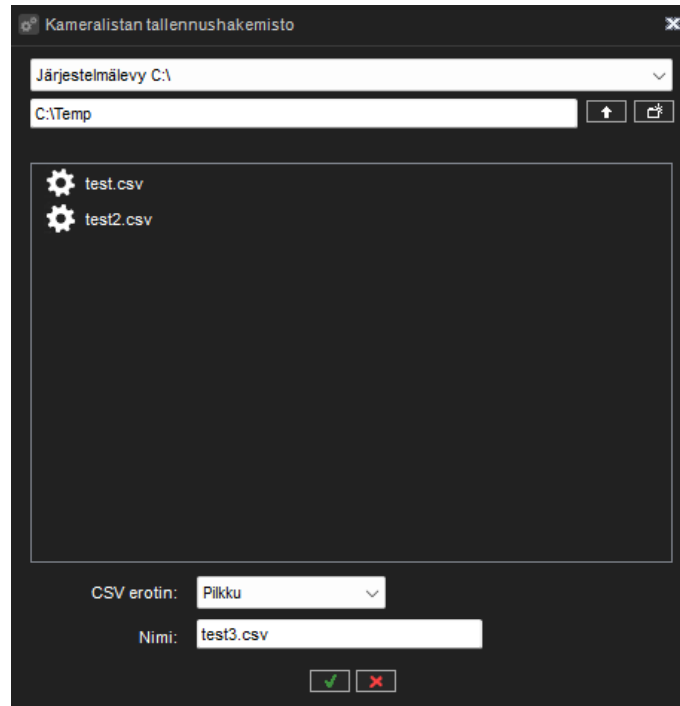 Kameralistan tallennushakemisto
Järjestelmälevy C:\
C:\Temp
test.csv
test2.csv
CSV erotin: Pilkku
Nimi: test3.csv